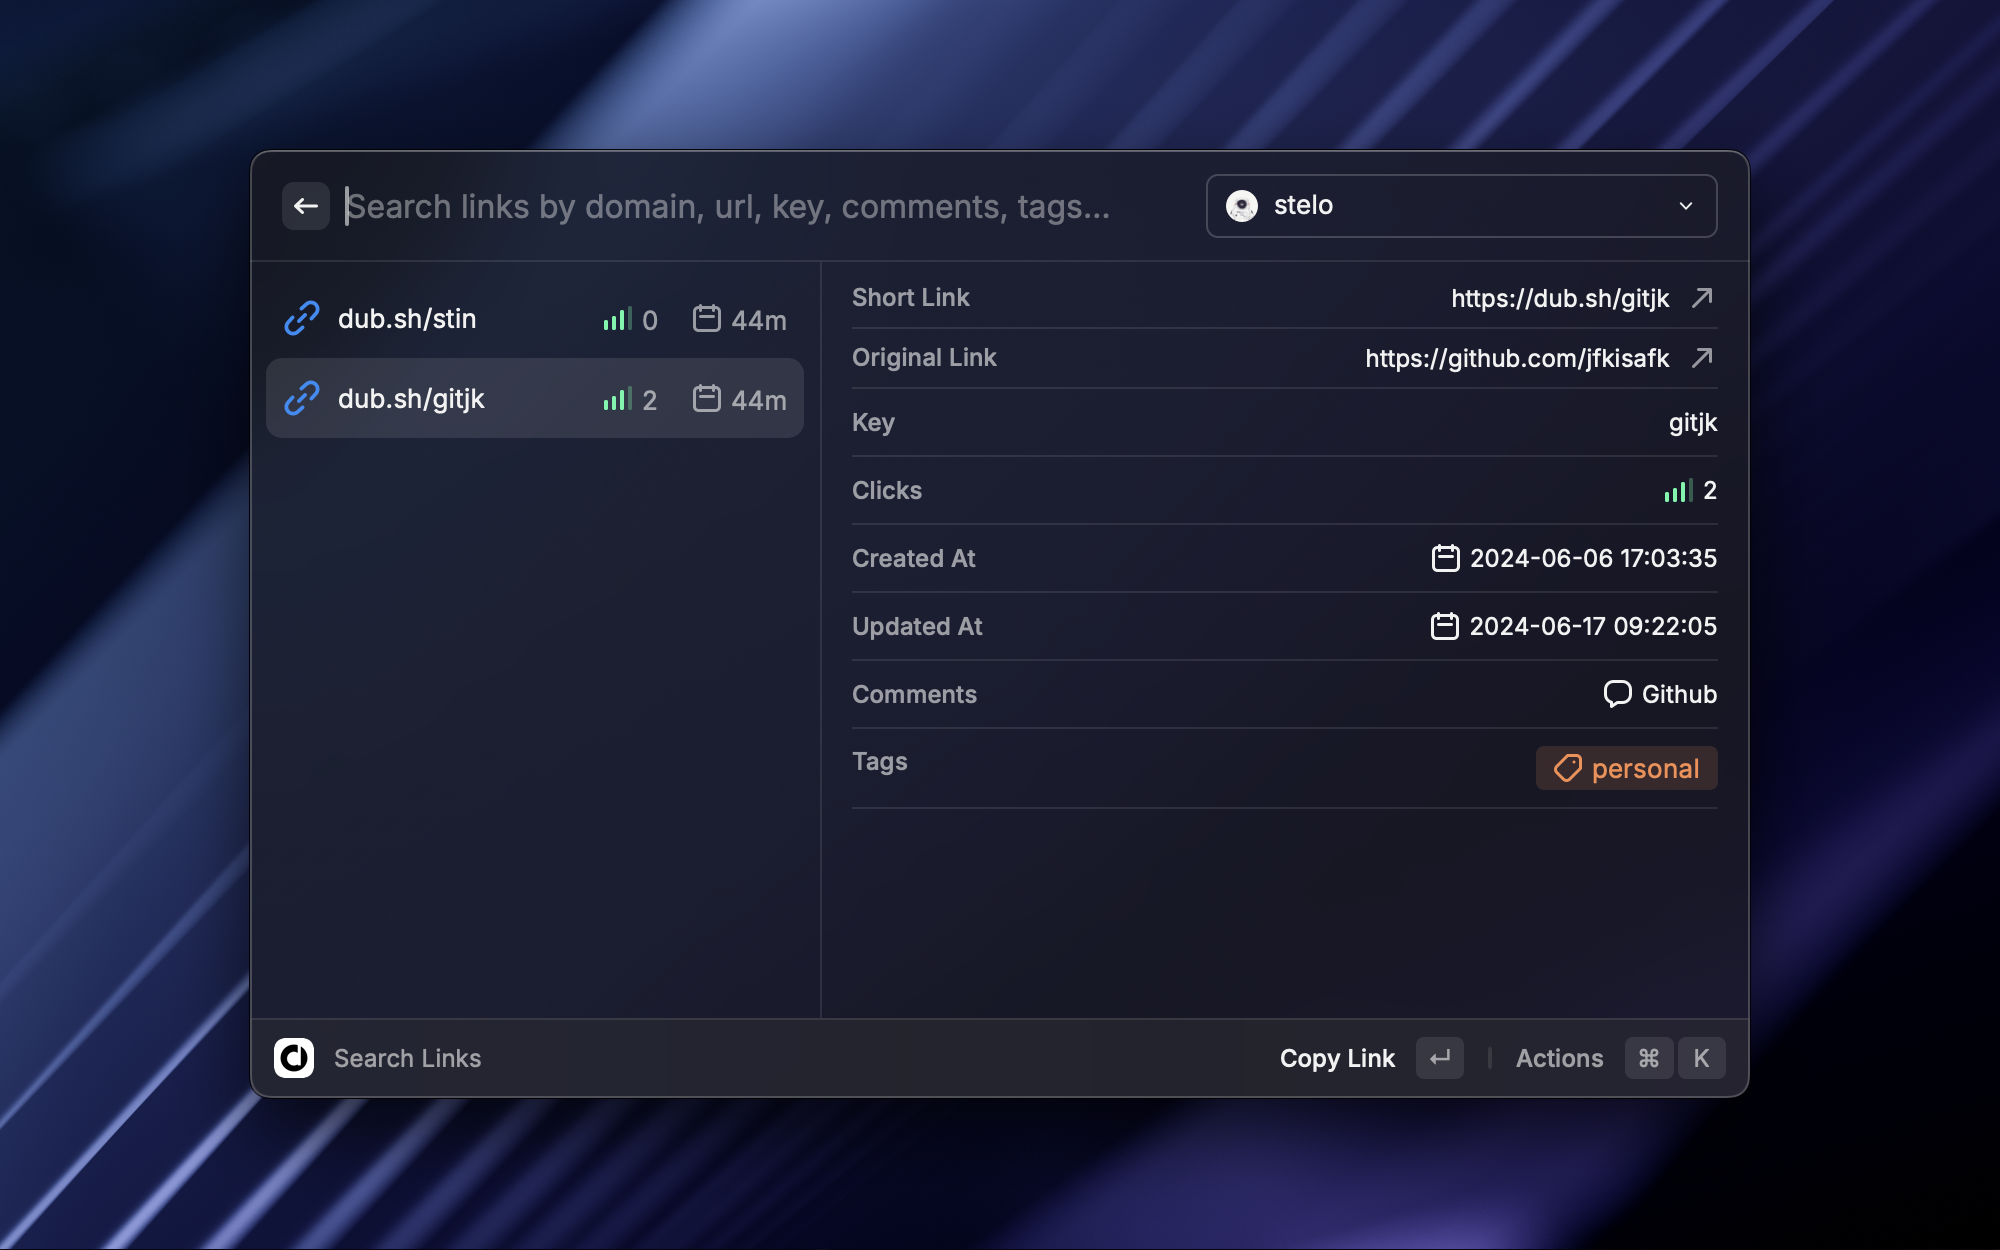 Search links by domain, url, key, comments, tags...
stelo
dub.sh/stin 0 44m
dub.sh/gitjk 2 44m
Short Link https://dub.sh/gitjk
Original Link https://github.com/jfkisafk
Key gitjk
Clicks 2
Created At 2024-06-06 17:03:35
Updated At 2024-06-17 09:22:05
Comments Github
Tags personal
Search Links
Copy Link ↵ | Actions ⌘ K